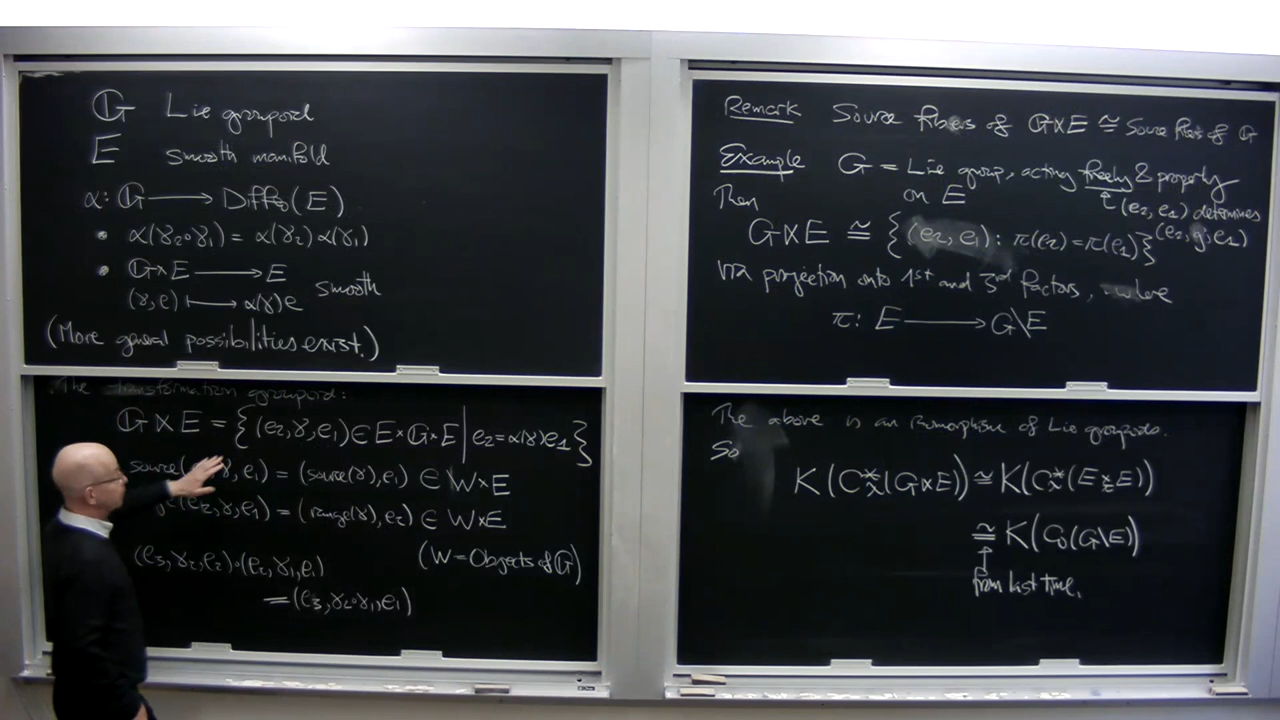 𝔾 Lie groupoid
E smooth manifold
α: 𝔾 ⟶ Diffeo(E)
• α(γ₂∘γ₁) = α(γ₂)α(γ₁)
• 𝔾×E ⟶ E
(γ,e) ⟼ α(γ)e smooth
(More general possibilities exist.)
The transformation groupoid:
𝔾⋊E = {(e₂,γ,e₁)∈E×𝔾×E | e₂=α(γ)e₁}
source( γ,e₁) = (source(γ),e₁) ∈ W×E
(e₂,γ,e₁) = (range(γ),e₂) ∈ W×E
(W=Objects of 𝔾)
(e₃,γ₂,e₂)∘(e₂,γ₁,e₁)
=(e₃,γ₂∘γ₁,e₁)
Remark Source fibers of 𝔾⋊E ≅ source fibers of 𝔾
Example G = Lie group, acting freely & properly
on E
↑(e₂,e₁) determines
(e₂,g,e₁)
Then
G⋊E ≅ {(e₂,e₁): π(e₂)=π(e₁)}
via projection onto 1st and 3rd factors, where
π: E ⟶ G\E
The above is an isomorphism of Lie groupoids.
So
K(C*λ(G⋊E)) ≅ K(C*λ(E×E))
≅ K(C₀(G\E))
↑
from last time.